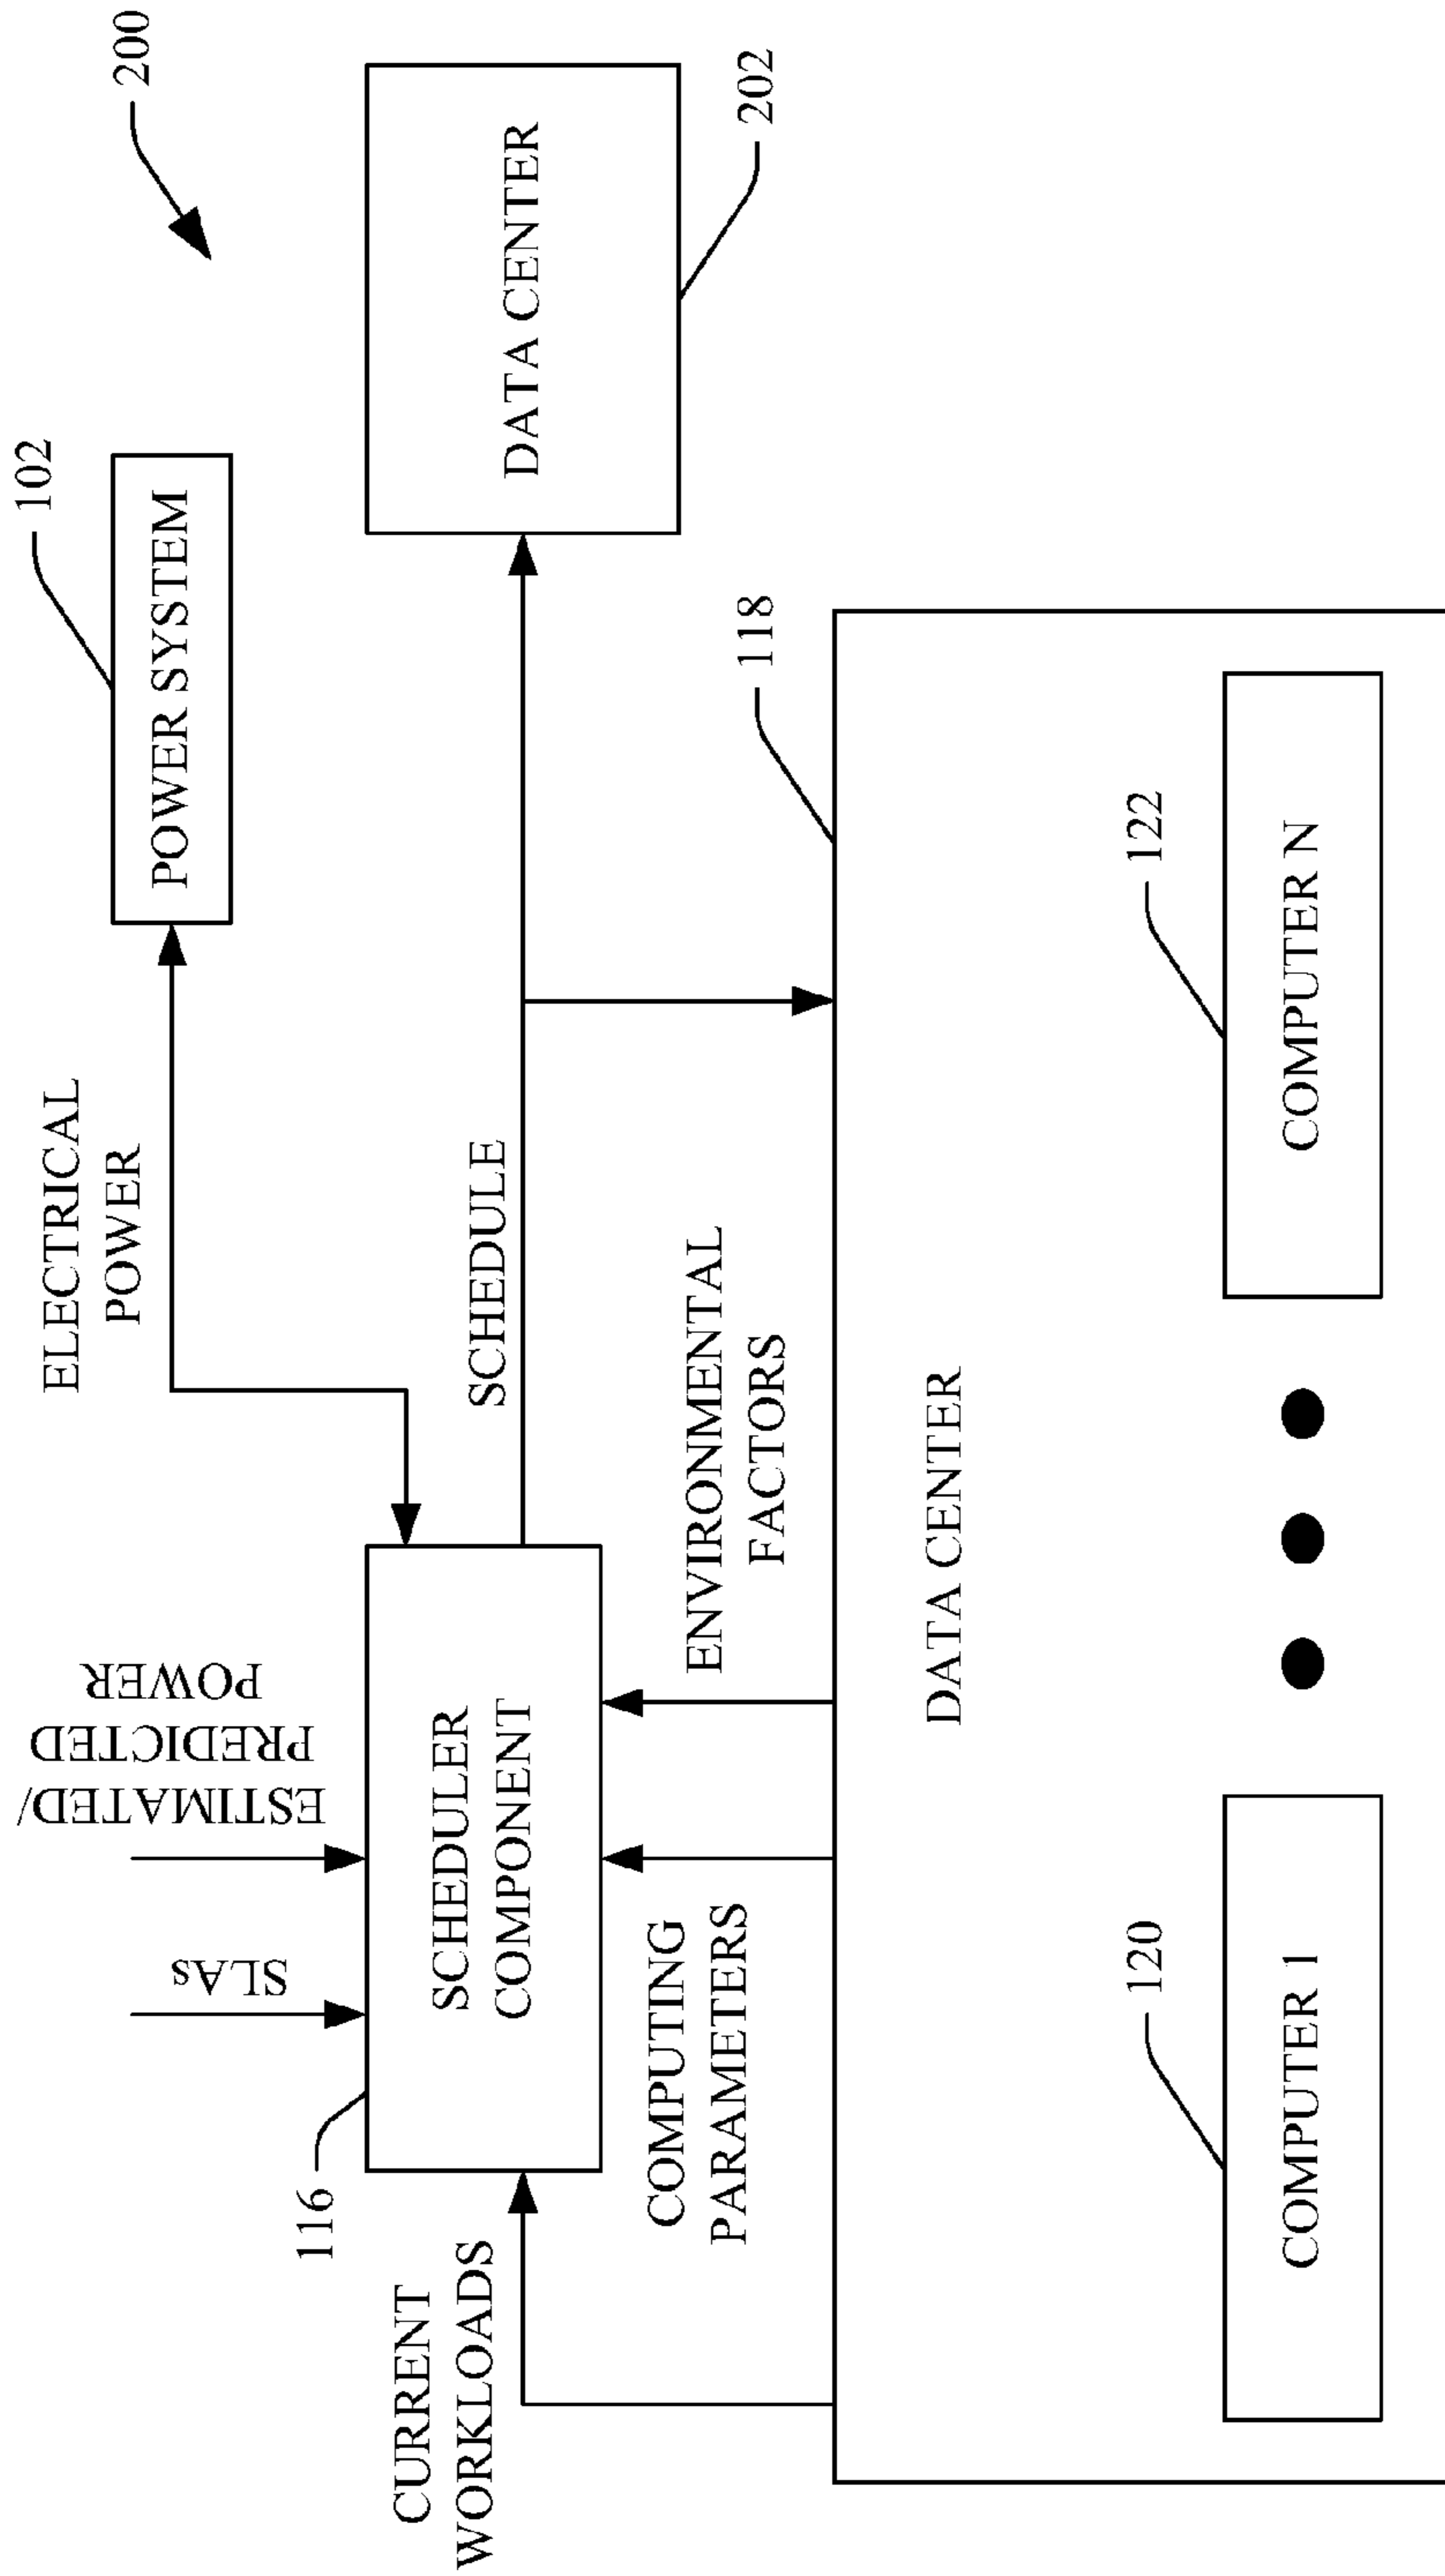 200
102
POWER SYSTEM
ELECTRICAL
POWER
ESTIMATED/
PREDICTED
POWER
SLAs
116
SCHEDULER
COMPONENT
SCHEDULE
DATA CENTER
202
CURRENT
WORKLOADS
COMPUTING
PARAMETERS
ENVIRONMENTAL
FACTORS
118
DATA CENTER
120
COMPUTER 1
122
COMPUTER N